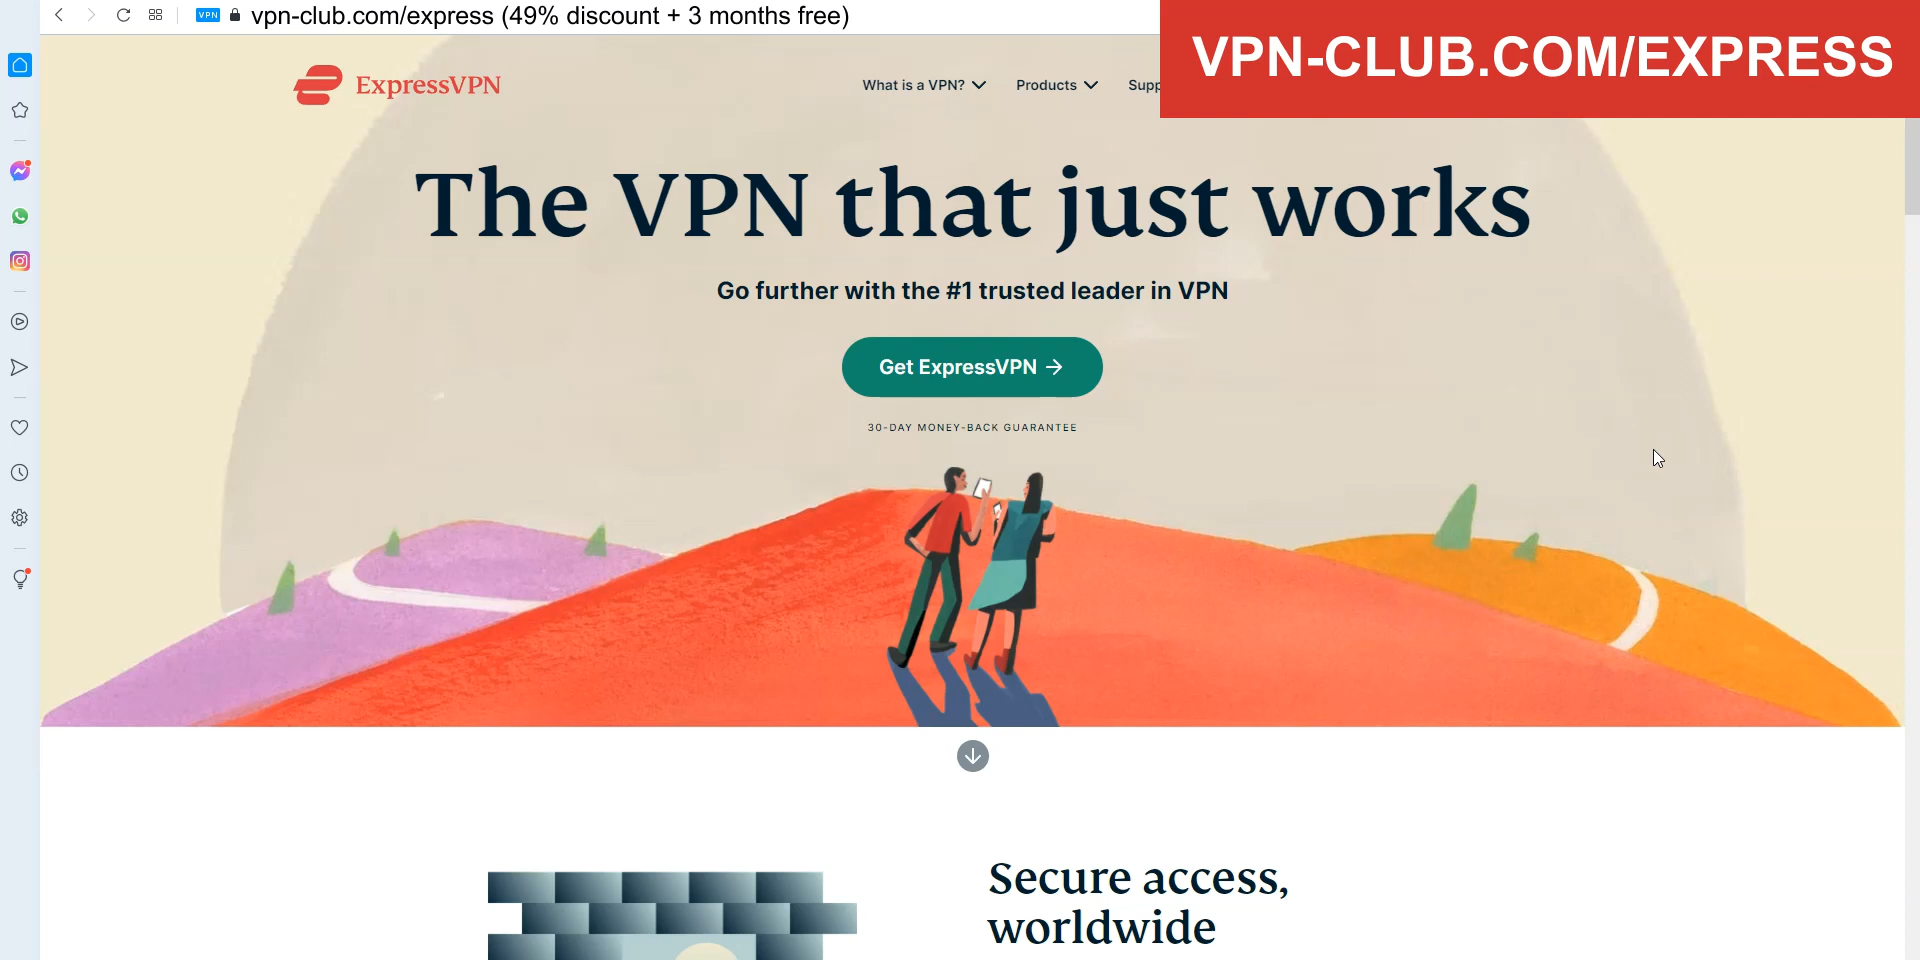 VPN
vpn-club.com/express (49% discount + 3 months free)
VPN-CLUB.COM/EXPRESS
ExpressVPN
What is a VPN?
Products
Supp
The VPN that just works
Go further with the #1 trusted leader in VPN
Get ExpressVPN →
30-DAY MONEY-BACK GUARANTEE
Secure access,
worldwide